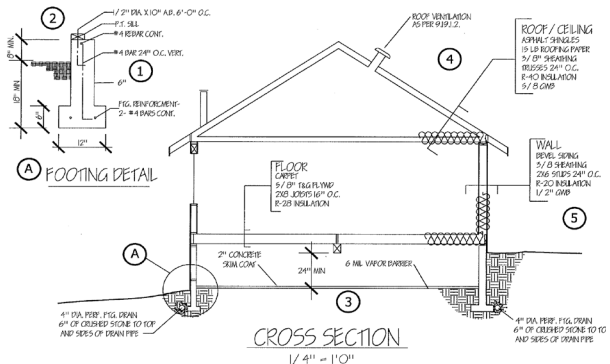 2
1/2" DIA. X 10" A.B. 6'-0" O.C.
P.T. SILL
#4 REBAR CONT.
#4 BAR 24" O.C. VERT.
1
8" MIN.
18" MIN.
6"
6"
FTG. REINFORCEMENT-
2- #4 BARS CONT.
12"
A FOOTING DETAIL
ROOF VENTILATION
AS PER 9.19.1.2.
4
ROOF / CEILING
ASPHALT SHINGLES
15 LB ROOFING PAPER
3/8" SHEATHING
TRUSSES 24" O.C.
R-40 INSULATION
5/8 GWB
FLOOR
CARPET
5/8" T&G PLYWD
2X8 JOISTS 16" O.C.
R-28 INSULATION
WALL
BEVEL SIDING
3/8 SHEATHING
2X6 STUDS 24" O.C.
R-20 INSULATION
1/2" GWB
5
A
2" CONCRETE
SKIM COAT
24" MIN
6 MIL VAPOR BARRIER
3
4" DIA. PERF. FTG. DRAIN
6" OF CRUSHED STONE TO TOP
AND SIDES OF DRAIN PIPE
4" DIA. PERF. FTG. DRAIN
6" OF CRUSHED STONE TO TO
AND SIDES OF DRAIN PIPE
CROSS SECTION
1/4" = 1'0"